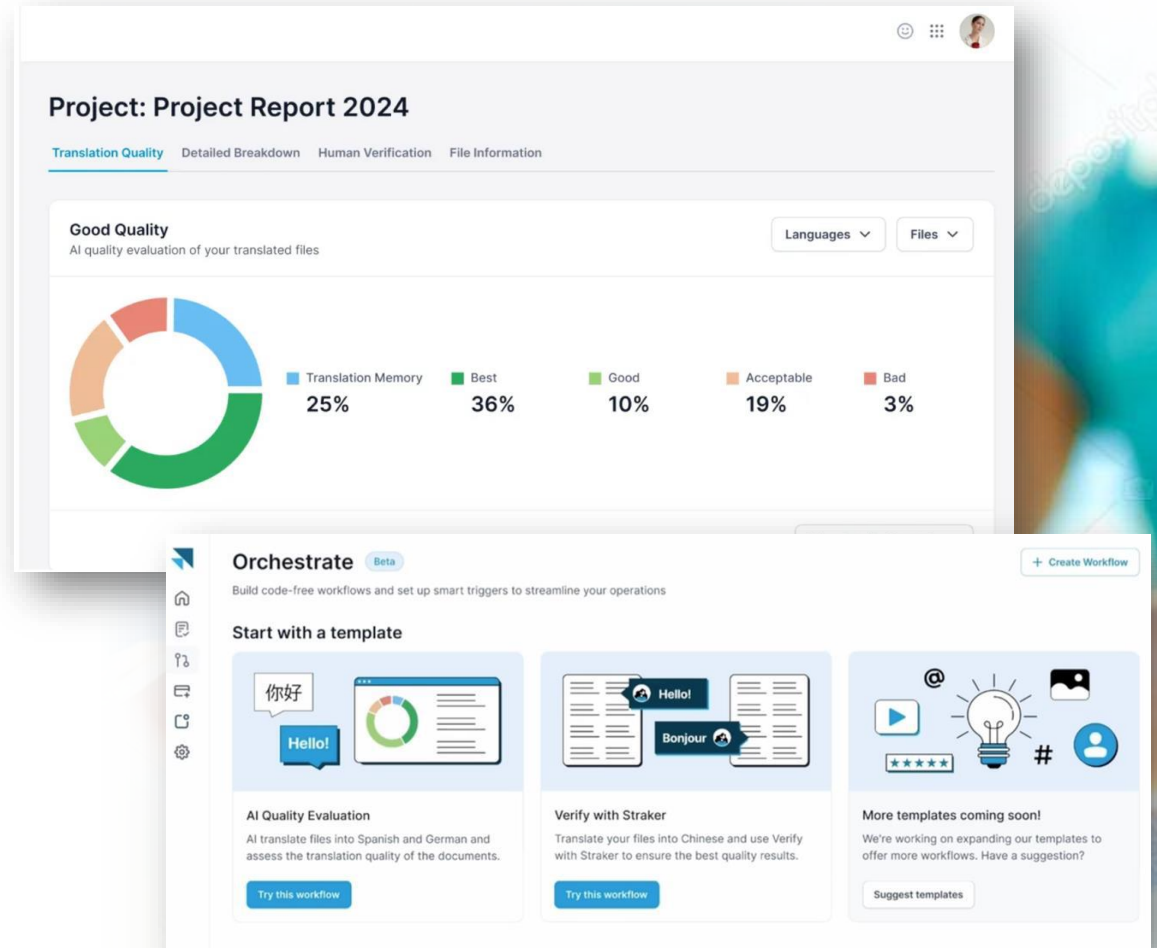 Project: Project Report 2024
Translation Quality Detailed Breakdown Human Verification File Information
Good Quality
AI quality evaluation of your translated files
Languages
Files
Translation Memory
25%
Best
36%
Good
10%
Acceptable
19%
Bad
3%
Orchestrate
Beta
+ Create Workflow
Build code-free workflows and set up smart triggers to streamline your operations
Start with a template
你好
Hello!
AI Quality Evaluation
AI translate files into Spanish and German and
assess the translation quality of the documents.
Try this workflow
Hello!
Bonjour
Verify with Straker
Translate your files into Chinese and use Verify
with Straker to ensure the best quality results.
Try this workflow
@
#
More templates coming soon!
We're working on expanding our templates to
offer more workflows. Have a suggestion?
Suggest templates